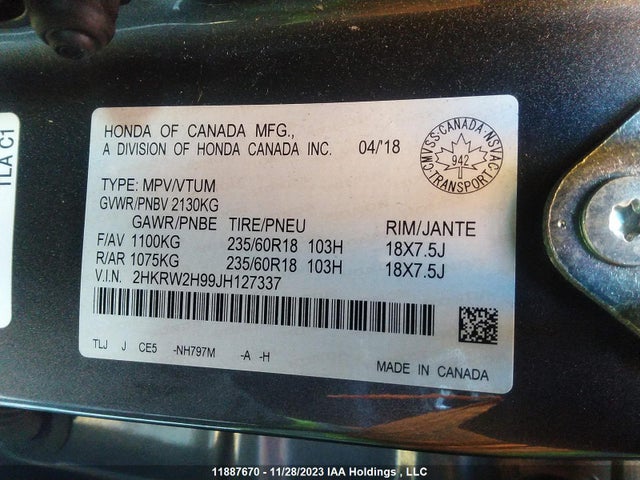 TLA C1
HONDA OF CANADA MFG.,
A DIVISION OF HONDA CANADA INC. 04/'18
CMVSS·CANADA·NSVAC
942
TRANSPORT
TYPE: MPV/VTUM
GVWR/PNBV 2130KG
GAWR/PNBE TIRE/PNEU RIM/JANTE
F/AV 1100KG 235/60R18 103H 18X7.5J
R/AR 1075KG 235/60R18 103H 18X7.5J
V.I.N. 2HKRW2H99JH127337
TLJ J CE5 -NH797M -A -H
MADE IN CANADA
11887670 - 11/28/2023 IAA Holdings , LLC